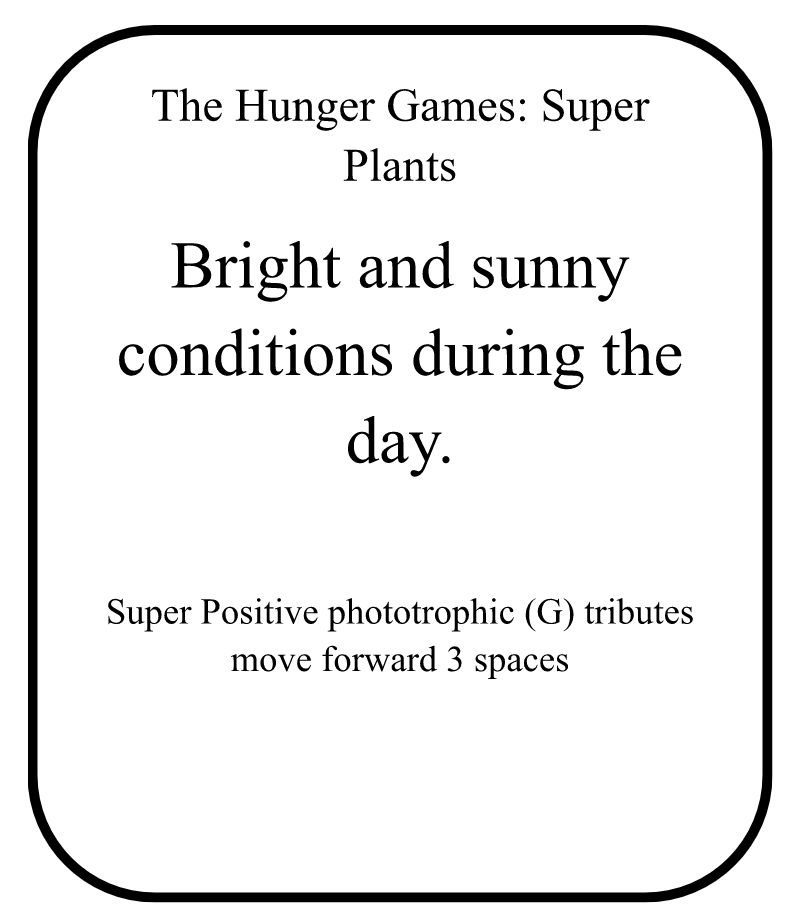 The Hunger Games: Super
Plants
Bright and sunny
conditions during the
day.
Super Positive phototrophic (G) tributes
move forward 3 spaces